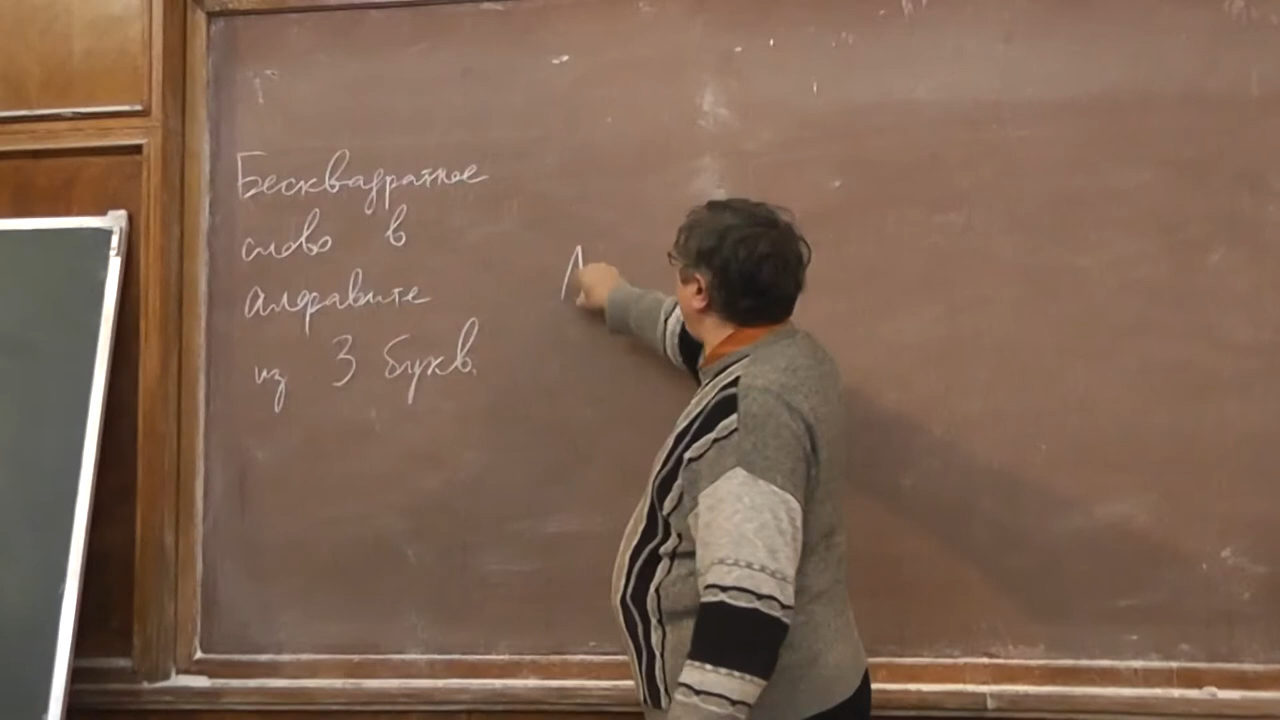 Бесквадратное
слово в
алфавите
из 3 букв.